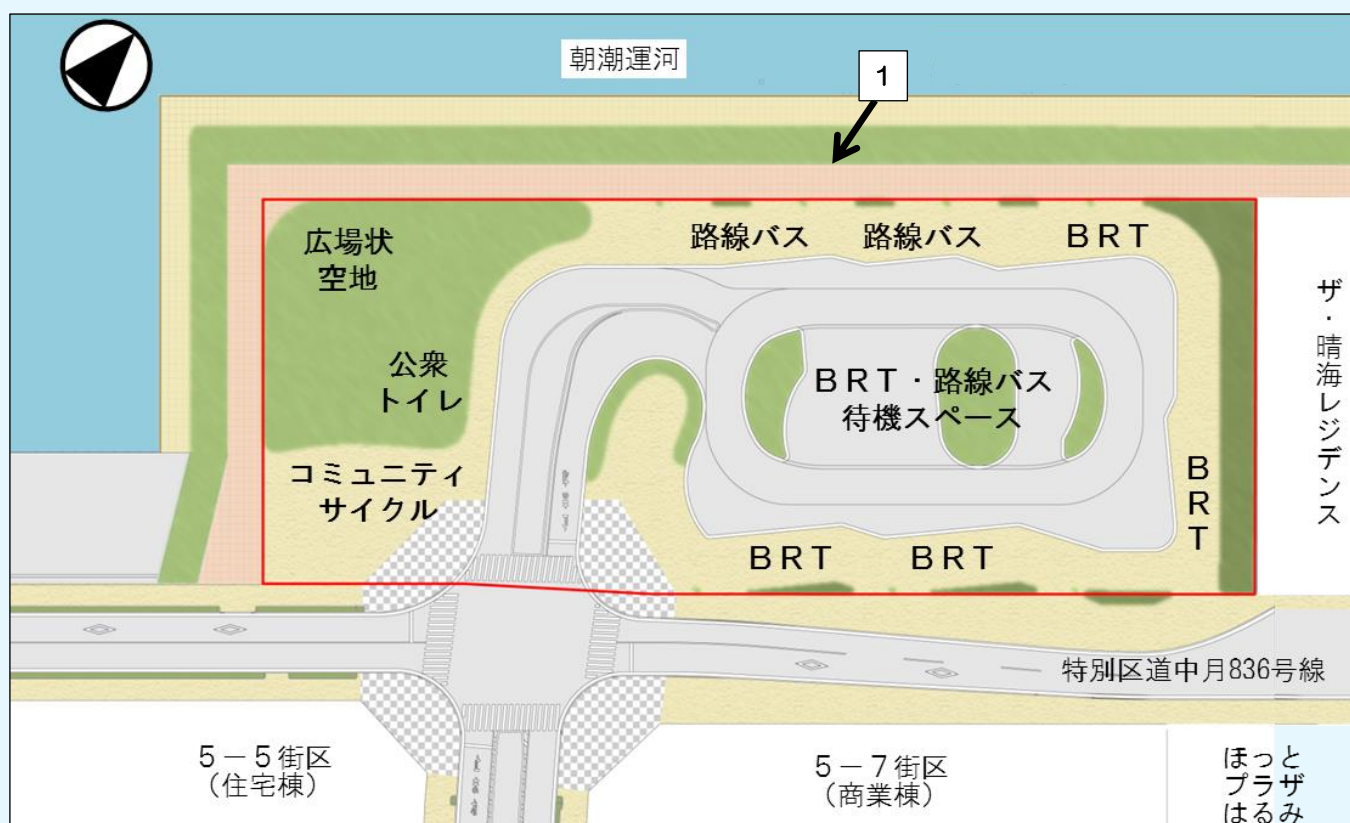 朝潮運河
1
広場状
空地
路線バス
路線バス
ＢＲＴ
公衆
トイレ
ＢＲＴ・路線バス
待機スペース
コミュニティ
サイクル
ＢＲＴ
ＢＲＴ
ＢＲＴ
ザ・晴海レジデンス
特別区道中月836号線
５－５街区
（住宅棟）
５－７街区
（商業棟）
ほっと
プラザ
はるみ